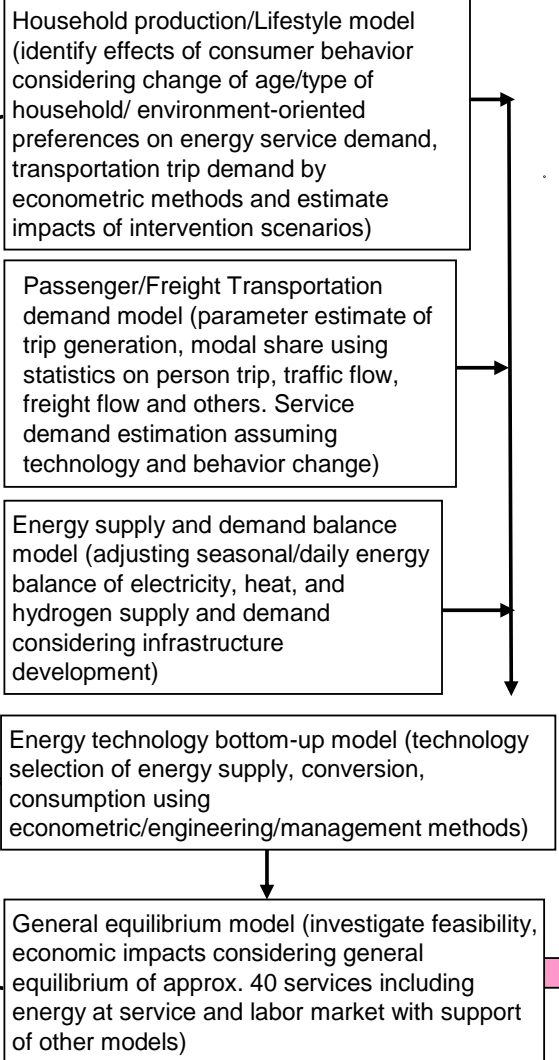 Household production/Lifestyle model
(identify effects of consumer behavior
considering change of age/type of
household/ environment-oriented
preferences on energy service demand,
transportation trip demand by
econometric methods and estimate
impacts of intervention scenarios)
Passenger/Freight Transportation
demand model (parameter estimate of
trip generation, modal share using
statistics on person trip, traffic flow,
freight flow and others. Service
demand estimation assuming
technology and behavior change)
Energy supply and demand balance
model (adjusting seasonal/daily energy
balance of electricity, heat, and
hydrogen supply and demand
considering infrastructure
development)
Energy technology bottom-up model (technology
selection of energy supply, conversion,
consumption using
econometric/engineering/management methods)
General equilibrium model (investigate feasibility,
economic impacts considering general
equilibrium of approx. 40 services including
energy at service and labor market with support
of other models)